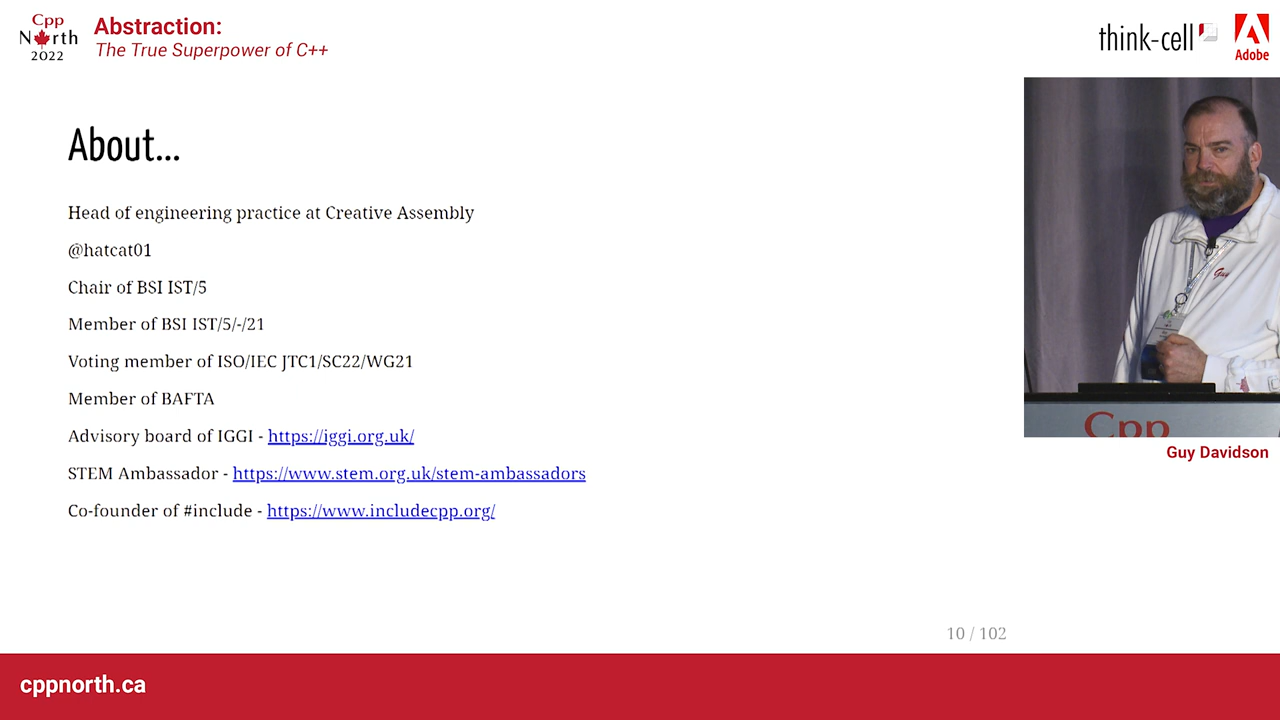 Cpp
North
2022
Abstraction:
The True Superpower of C++
think-cell
Adobe
About...
Head of engineering practice at Creative Assembly
@hatcat01
Chair of BSI IST/5
Member of BSI IST/5/-/21
Voting member of ISO/IEC JTC1/SC22/WG21
Member of BAFTA
Advisory board of IGGI - https://iggi.org.uk/
STEM Ambassador - https://www.stem.org.uk/stem-ambassadors
Co-founder of #include - https://www.includecpp.org/
Guy
Cpp
Guy Davidson
10 / 102
cppnorth.ca